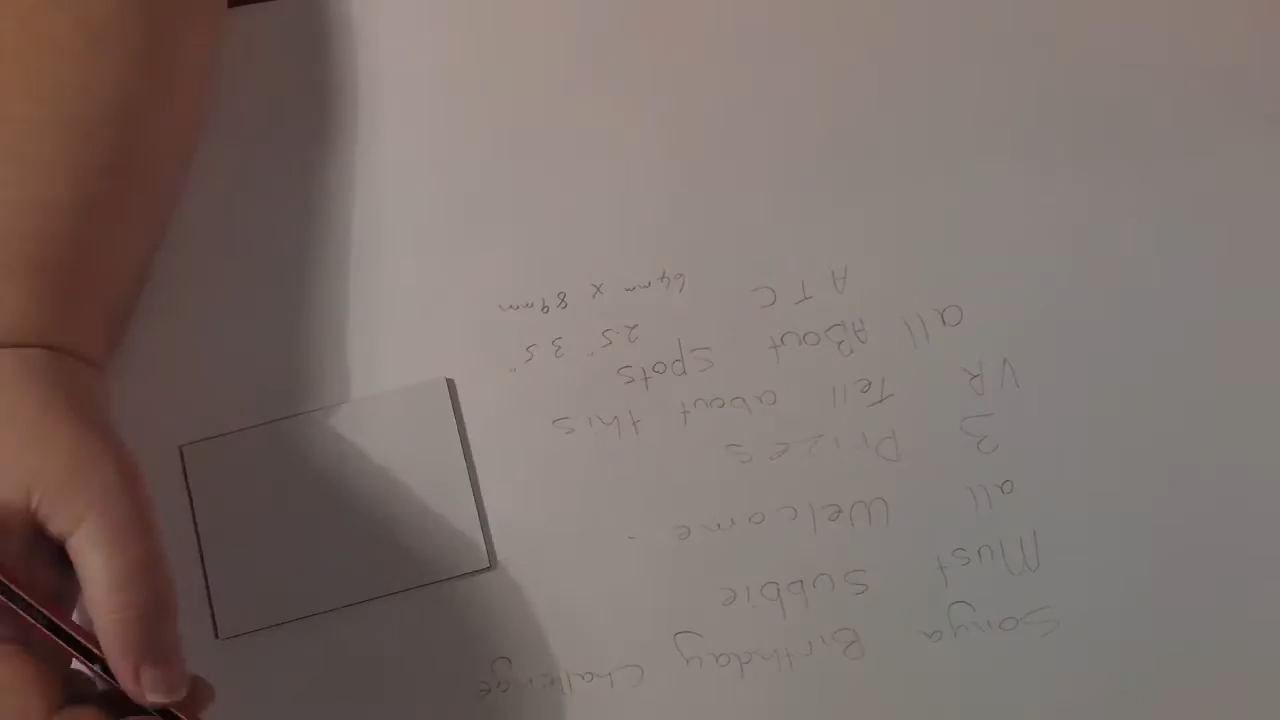 Sonya Birthday Challenge
Must Subbie
all Welcome.
3 Prizes
VR Tell about this
all ABout spots
2.5" 3.5"
ATC 64mm x 89mm